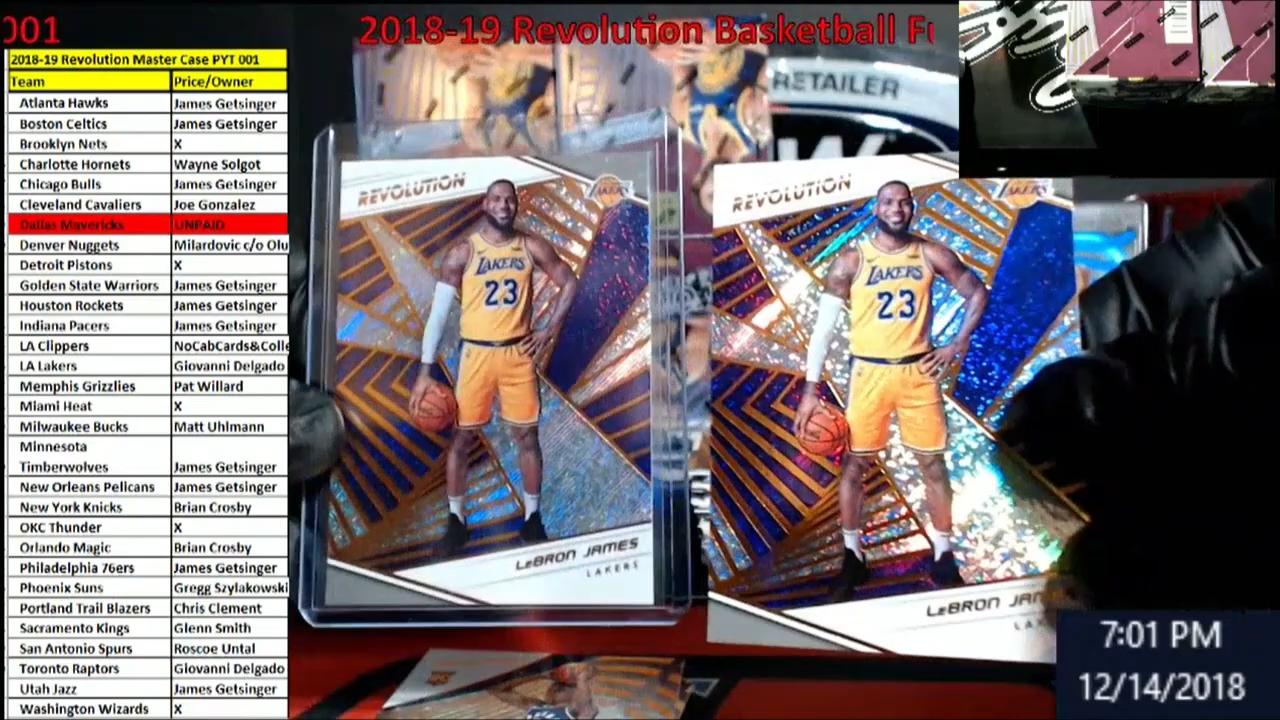 001
2018-19 Revolution Basketball Fu
2018-19 Revolution Master Case PYT 001
Team Price/Owner
Atlanta Hawks James Getsinger
Boston Celtics James Getsinger
Brooklyn Nets X
Charlotte Hornets Wayne Solgot
Chicago Bulls James Getsinger
Cleveland Cavaliers Joe Gonzalez
Dallas Mavericks UNPAID
Denver Nuggets Milardovic c/o Olu
Detroit Pistons X
Golden State Warriors James Getsinger
Houston Rockets James Getsinger
Indiana Pacers James Getsinger
LA Clippers NoCabCards&Colle
LA Lakers Giovanni Delgado
Memphis Grizzlies Pat Willard
Miami Heat X
Milwaukee Bucks Matt Uhlmann
Minnesota
Timberwolves James Getsinger
New Orleans Pelicans James Getsinger
New York Knicks Brian Crosby
OKC Thunder X
Orlando Magic Brian Crosby
Philadelphia 76ers James Getsinger
Phoenix Suns Gregg Szylakowski
Portland Trail Blazers Chris Clement
Sacramento Kings Glenn Smith
San Antonio Spurs Roscoe Untal
Toronto Raptors Giovanni Delgado
Utah Jazz James Getsinger
Washington Wizards X
RETAILER
REVOLUTION
LAKERS
LAKERS
23
LeBRON JAMES
LAKERS
REVOLUTION
LAKERS
LAKERS
23
LeBRON JAM
LA
7:01 PM
12/14/2018